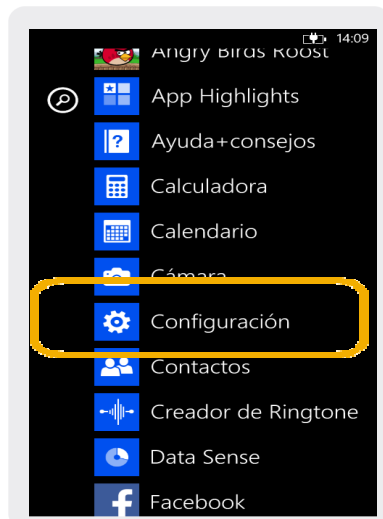 14:09
Angry Birds Roost
App Highlights
Ayuda+consejos
Calculadora
Calendario
Cámara
Configuración
Contactos
Creador de Ringtone
Data Sense
Facebook